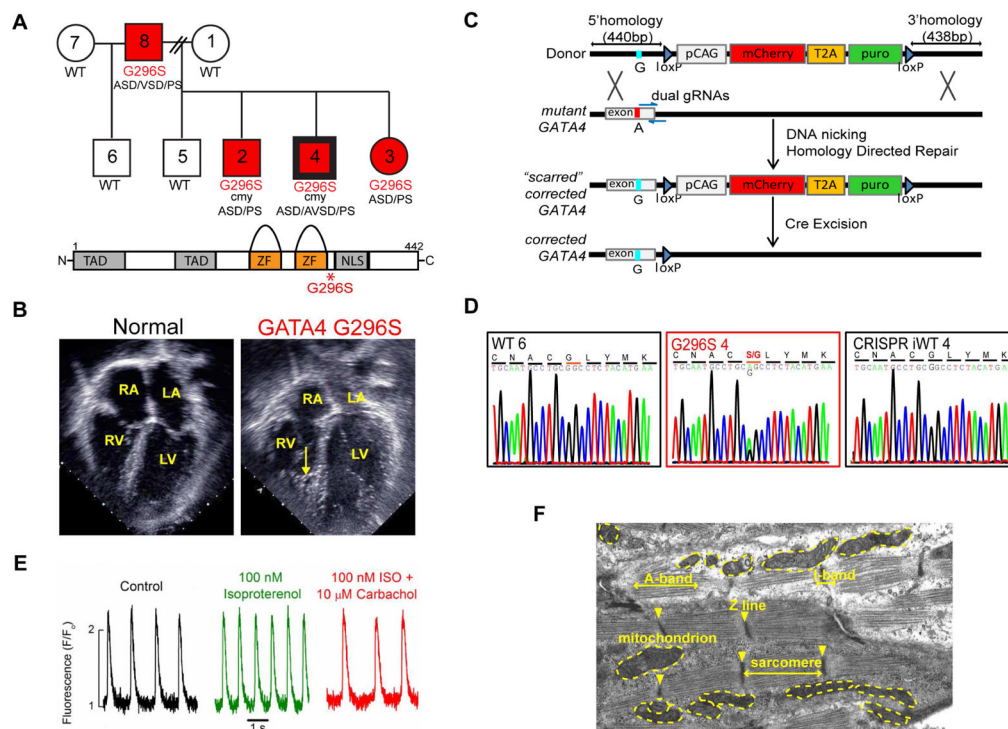 A
7
8
1
WT
G296S
WT
ASD/VSD/PS
6
5
2
4
3
WT
WT
G296S
G296S
G296S
cmy
cmy
ASD/PS
ASD/PS
ASD/AVSD/PS
1
442
N
TAD
TAD
ZF
ZF
NLS
C
*
G296S
B
Normal
GATA4 G296S
RA
LA
RV
LV
RA
LA
RV
LV
C
5'homology
(440bp)
3'homology
(438bp)
Donor
pCAG
mCherry
T2A
puro
G
loxP
loxP
dual gRNAs
mutant
GATA4
exon
A
DNA nicking
Homology Directed Repair
"scarred"
corrected
GATA4
exon
pCAG
mCherry
T2A
puro
G
loxP
loxP
Cre Excision
corrected
GATA4
exon
G
loxP
D
WT 6
C N A C G L Y M K
TGCAATGCCTGCGGCCTCTACATGAA
G296S 4
C N A C S/G L Y M K
TGCAATGCCTGCAGCCTCTACATGAA
G
CRISPR iWT 4
C N A C G L Y M K
TGCAATGCCTGCGGCCTCTACATGAA
E
Control
100 nM
Isoproterenol
100 nM ISO +
10 μM Carbachol
Fluorescence (F/F₀)
2
1
1 s
F
A-band
I-band
Z line
mitochondrion
sarcomere